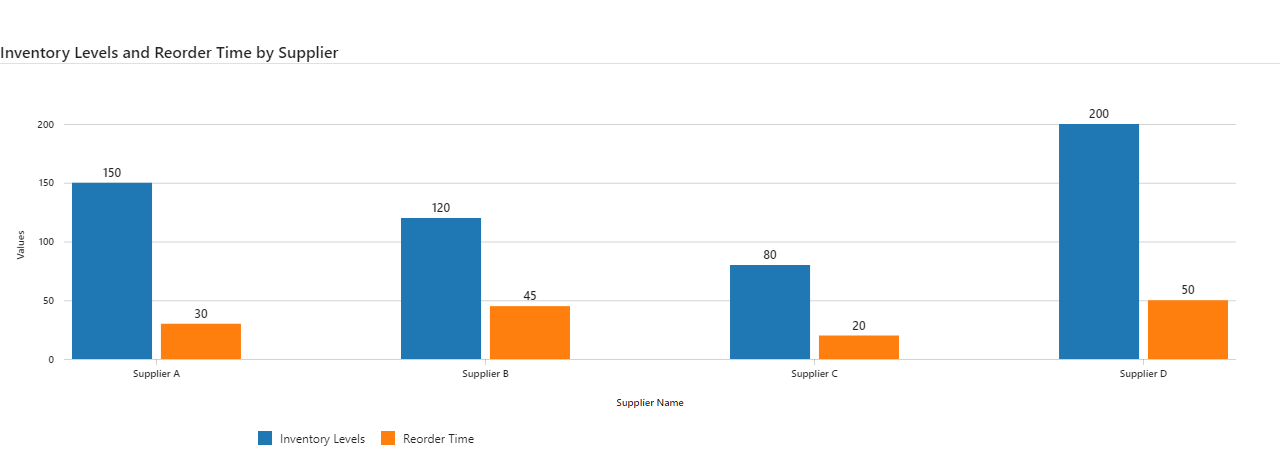 Inventory Levels and Reorder Time by Supplier
200
200
150
150
120
100
Values
80
50
50
45
30
20
0
Supplier A Supplier B Supplier C Supplier D
Supplier Name
Inventory Levels Reorder Time